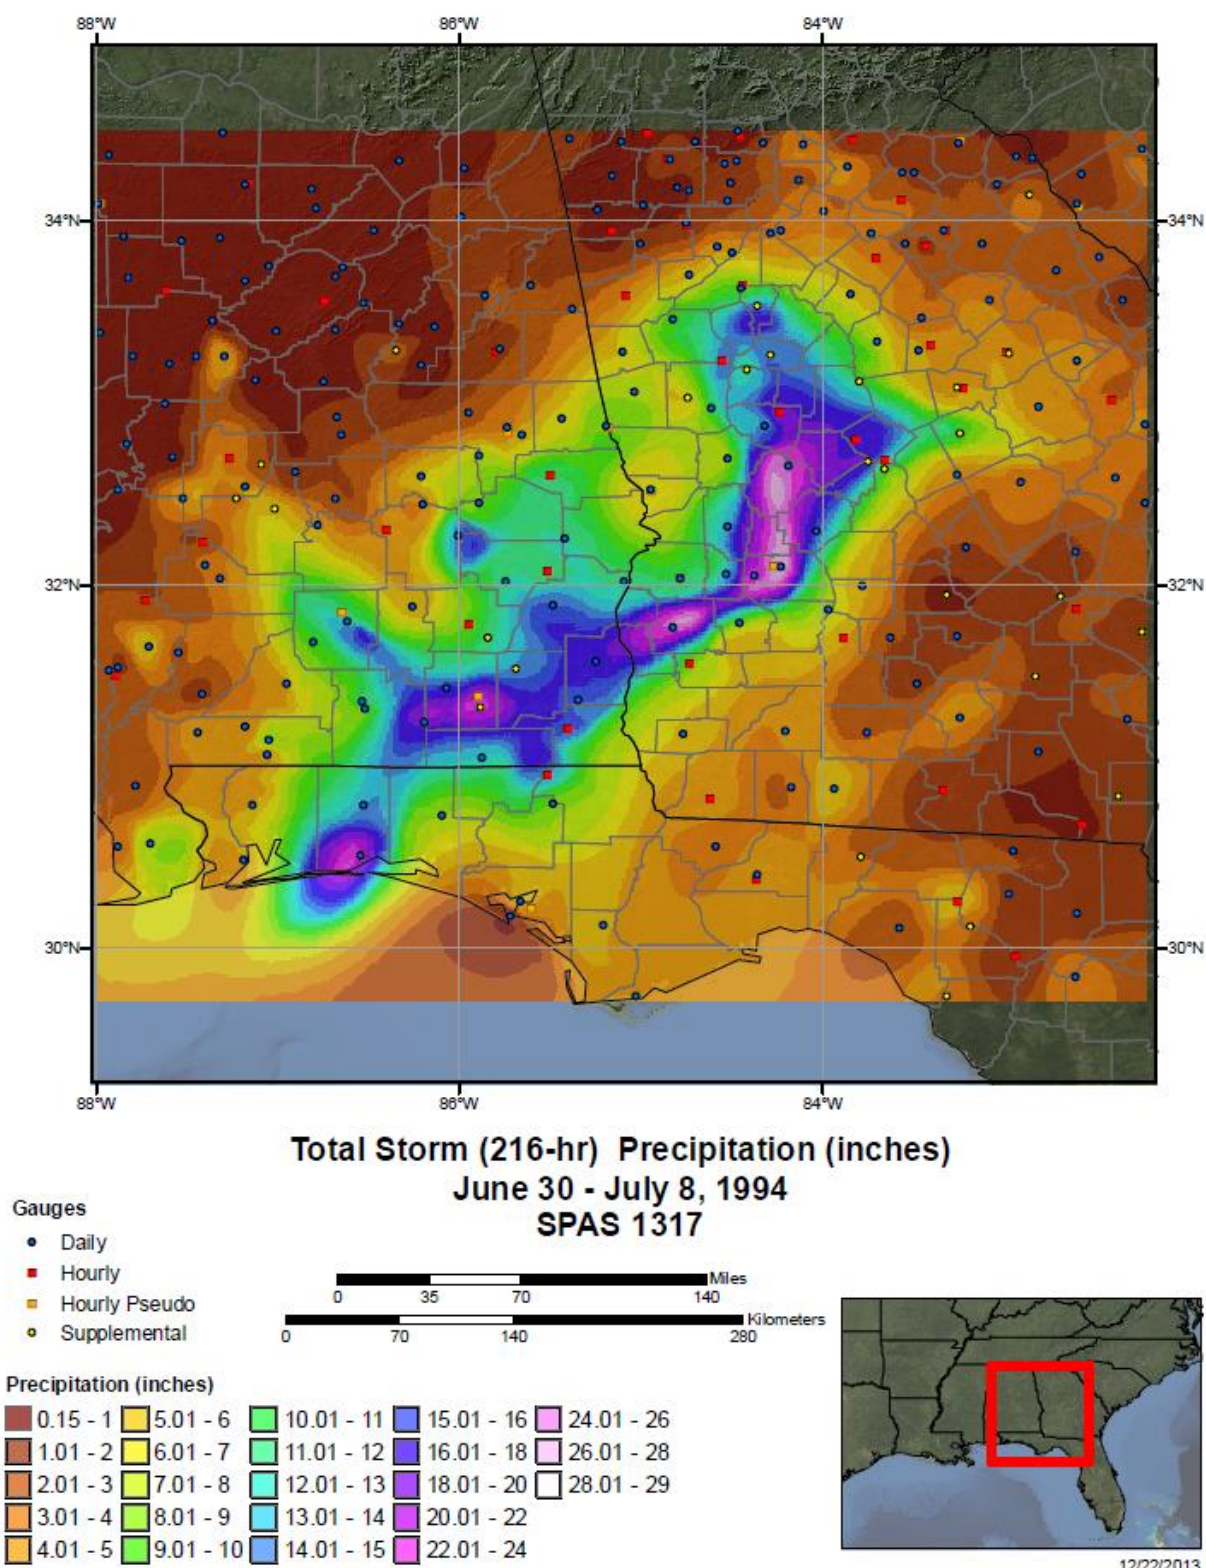 88°W 86°W 84°W
34°N 34°N
32°N 32°N
30°N 30°N
88°W 86°W 84°W
Total Storm (216-hr) Precipitation (inches)
June 30 - July 8, 1994
SPAS 1317
Gauges
Daily
Hourly
Hourly Pseudo
Supplemental
Miles
0 35 70 140
Kilometers
0 70 140 280
Precipitation (inches)
0.15 - 1 5.01 - 6 10.01 - 11 15.01 - 16 24.01 - 26
1.01 - 2 6.01 - 7 11.01 - 12 16.01 - 18 26.01 - 28
2.01 - 3 7.01 - 8 12.01 - 13 18.01 - 20 28.01 - 29
3.01 - 4 8.01 - 9 13.01 - 14 20.01 - 22
4.01 - 5 9.01 - 10 14.01 - 15 22.01 - 24
12/22/2013